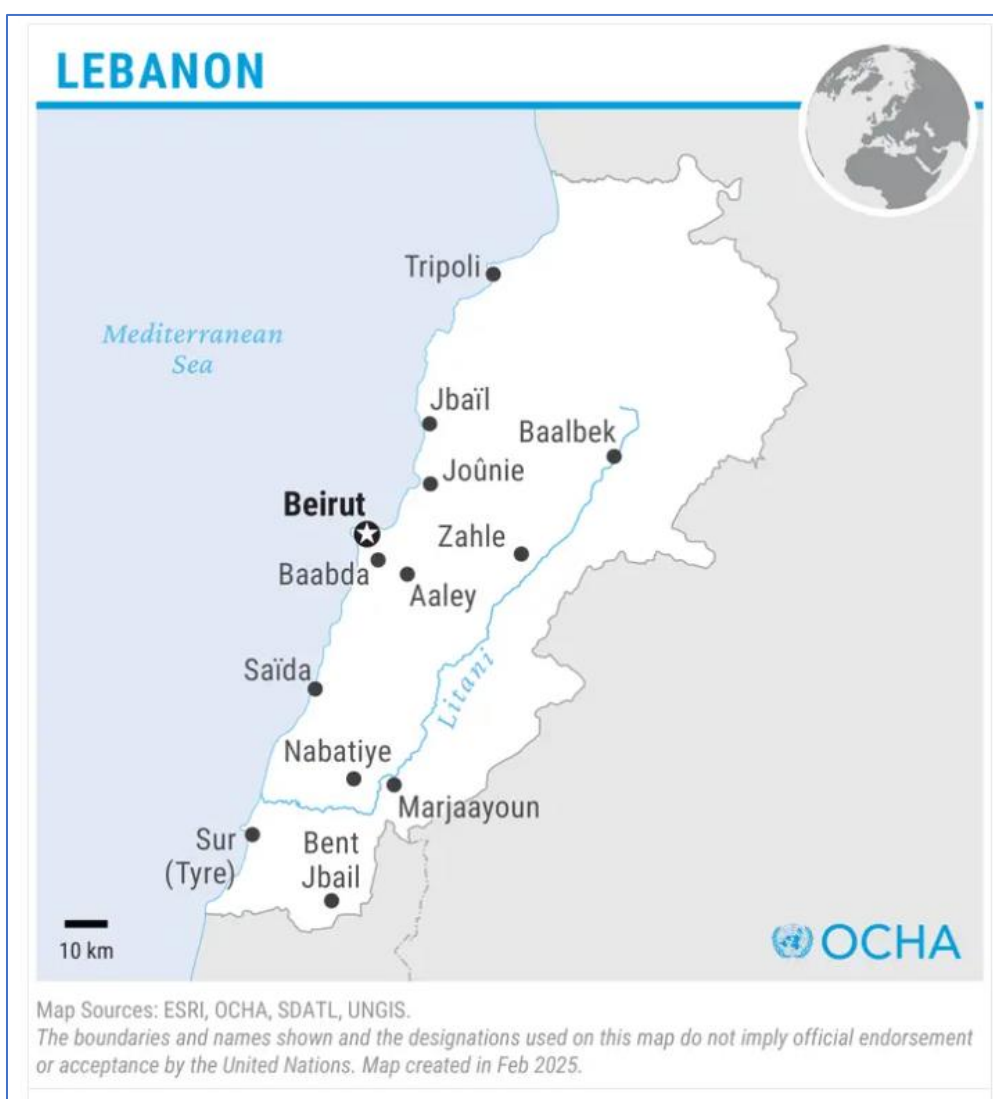 LEBANON
Tripoli
Mediterranean
Sea
Jbaïl
Baalbek
Joûnie
Beirut
Zahle
Baabda
Aaley
Saïda
Litani
Nabatiye
Marjaayoun
Sur
(Tyre)
Bent
Jbail
10 km
OCHA
Map Sources: ESRI, OCHA, SDATL, UNGIS.
The boundaries and names shown and the designations used on this map do not imply official endorsement
or acceptance by the United Nations. Map created in Feb 2025.